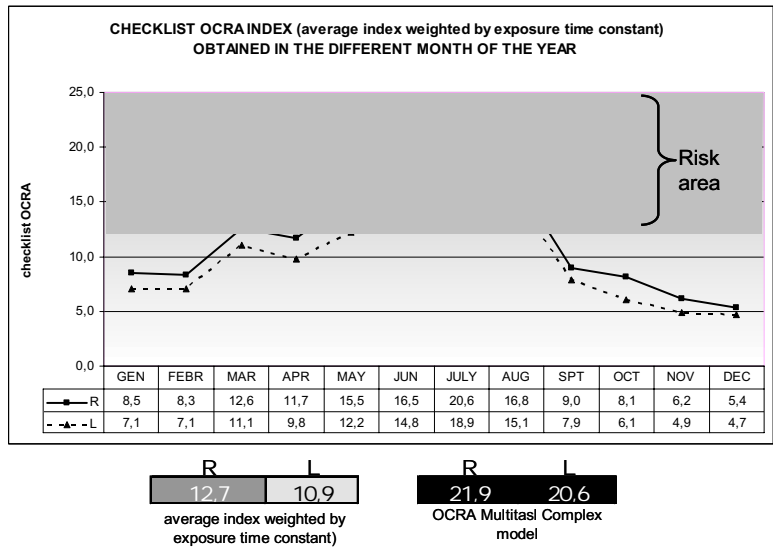 CHECKLIST OCRA INDEX (average index weighted by exposure time constant)
OBTAINED IN THE DIFFERENT MONTH OF THE YEAR
checklist OCRA
25,0
20,0
15,0
10,0
5,0
0,0
Risk
area
GEN FEBR MAR APR MAY JUN JULY AUG SPT OCT NOV DEC
R 8,5 8,3 12,6 11,7 15,5 16,5 20,6 16,8 9,0 8,1 6,2 5,4
L 7,1 7,1 11,1 9,8 12,2 14,8 18,9 15,1 7,9 6,1 4,9 4,7
R L
12,7 10,9
average index weighted by
exposure time constant)
R L
21,9 20,6
OCRA Multitasl Complex
model